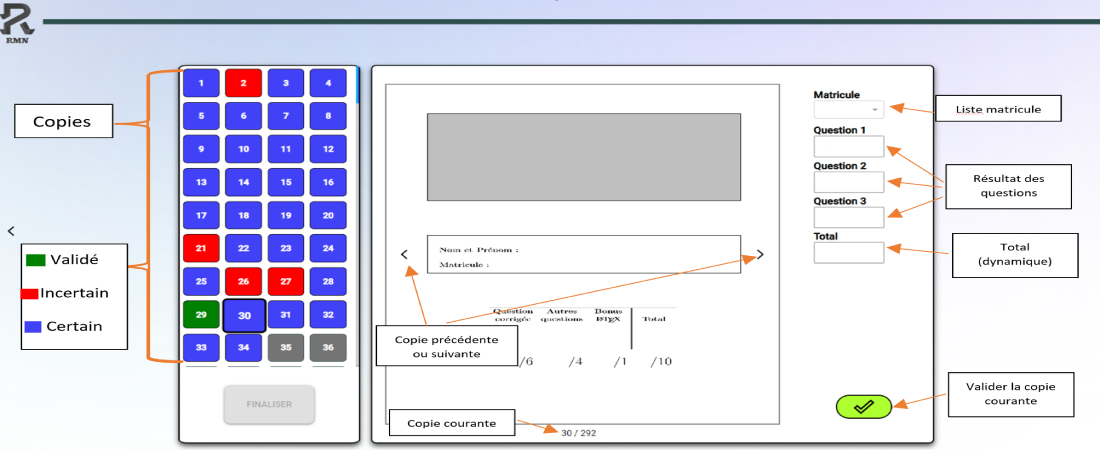 RMN
Copies
<
Validé
Incertain
Certain
1 2 3 4
5 6 7 8
9 10 11 12
13 14 15 16
17 18 19 20
21 22 23 24
25 26 27 28
29 30 31 32
33 34 35 36
FINALISER
<
Nom et Prénom :
Matricule :
>
Question Autres Bonus
corrigée questions LATEX Total
/6 /4 /1 /10
Copie précédente
ou suivante
Copie courante
30 / 292
Matricule
Question 1
Question 2
Question 3
Total
Liste matricule
Résultat des
questions
Total
(dynamique)
Valider la copie
courante